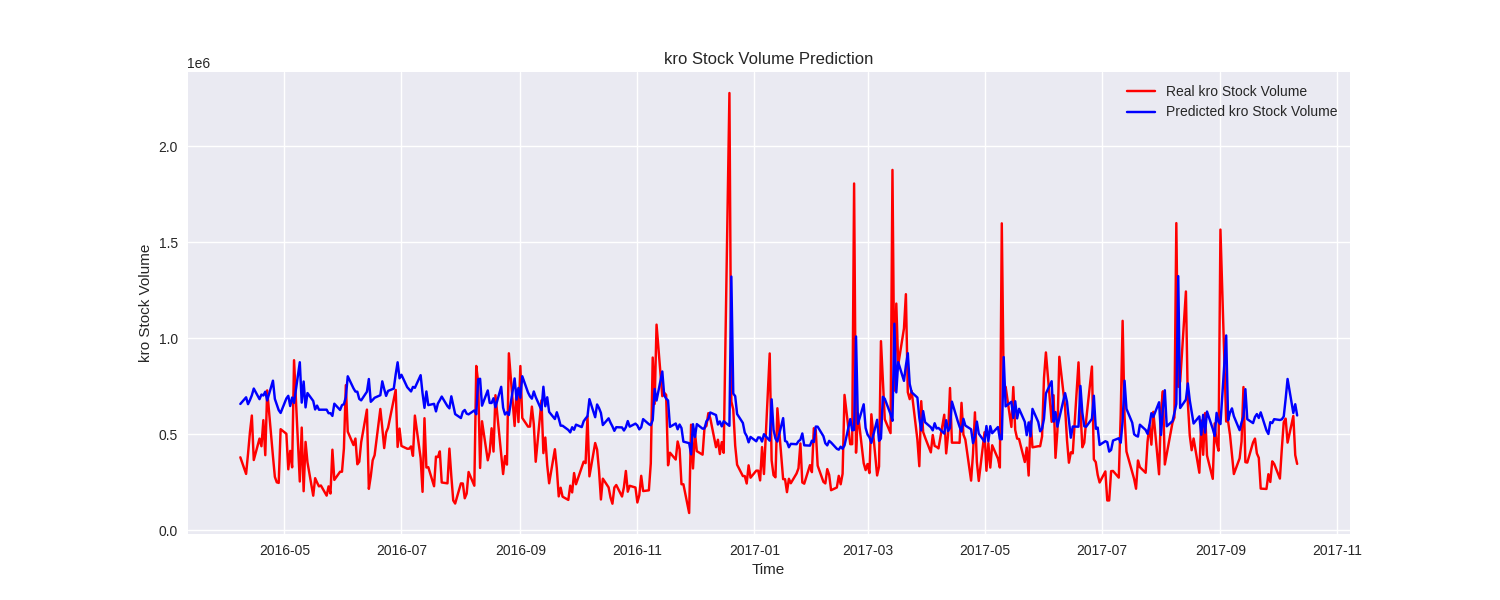 kro Stock Volume Prediction
1e6
Real kro Stock Volume
Predicted kro Stock Volume
2.0
1.5
1.0
0.5
0.0
kro Stock Volume
2016-05 2016-07 2016-09 2016-11 2017-01 2017-03 2017-05 2017-07 2017-09 2017-11
Time